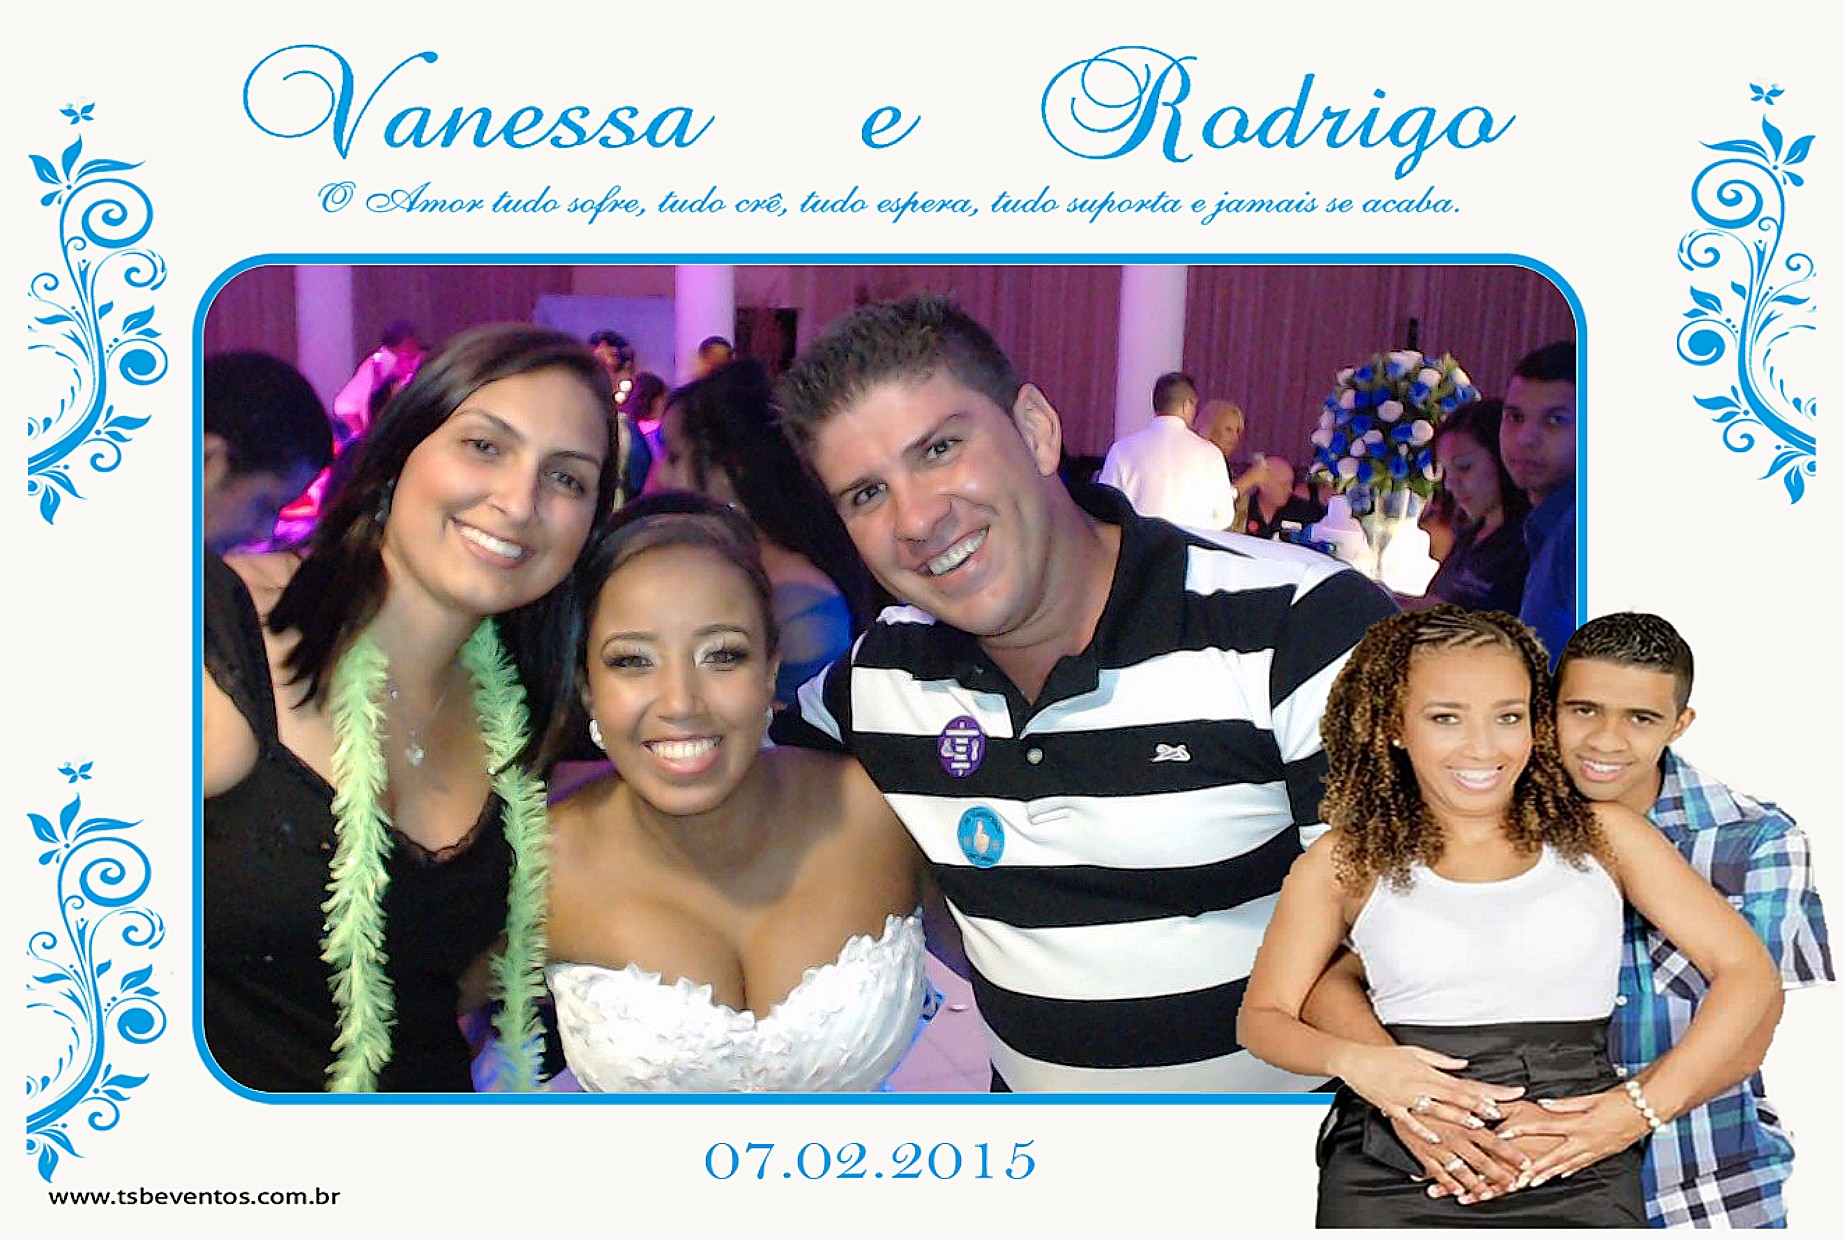 Vanessa e Rodrigo
O Amor tudo sofre, tudo crê, tudo espera, tudo suporta e jamais se acaba.
07.02.2015
www.tsbeventos.com.br